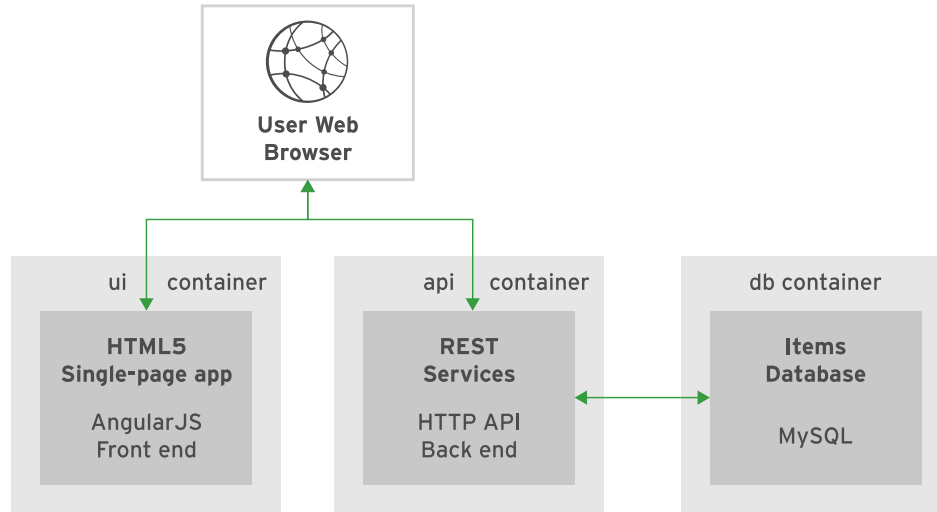 User Web
Browser
ui container
api container
db container
HTML5
Single-page app
AngularJS
Front end
REST
Services
HTTP API
Back end
Items
Database
MySQL